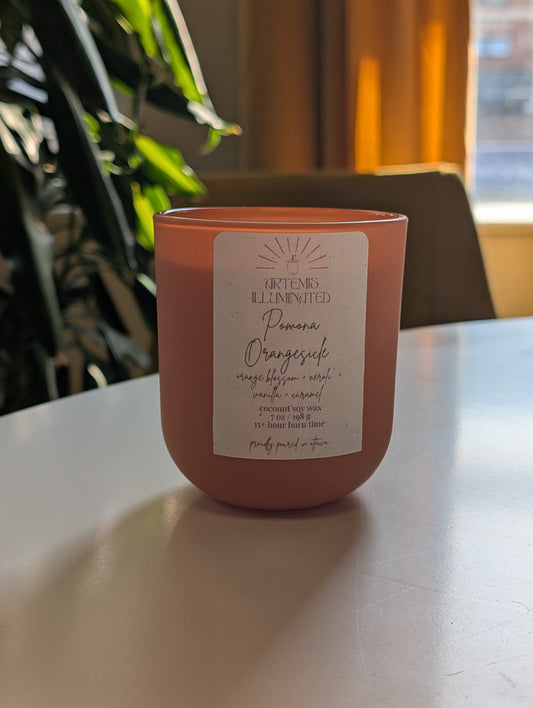 ARTEMIS
ILLUMINATED
Pomona
Orangesicle
orange blossom - neroli -
vanilla - caramel
coconut soy wax
7 oz / 198 g
35+ hour burn time
proudly poured in ottawa